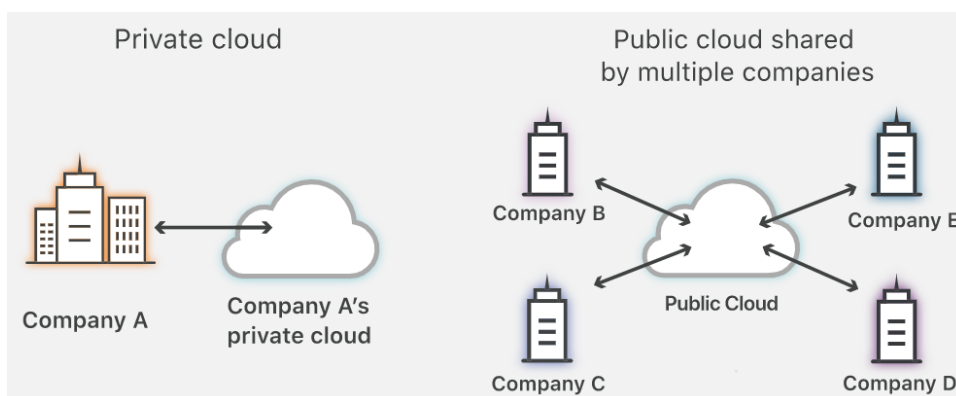 Private cloud
Public cloud shared
by multiple companies
Company A
Company A's
private cloud
Company B
Company E
Public Cloud
Company C
Company D